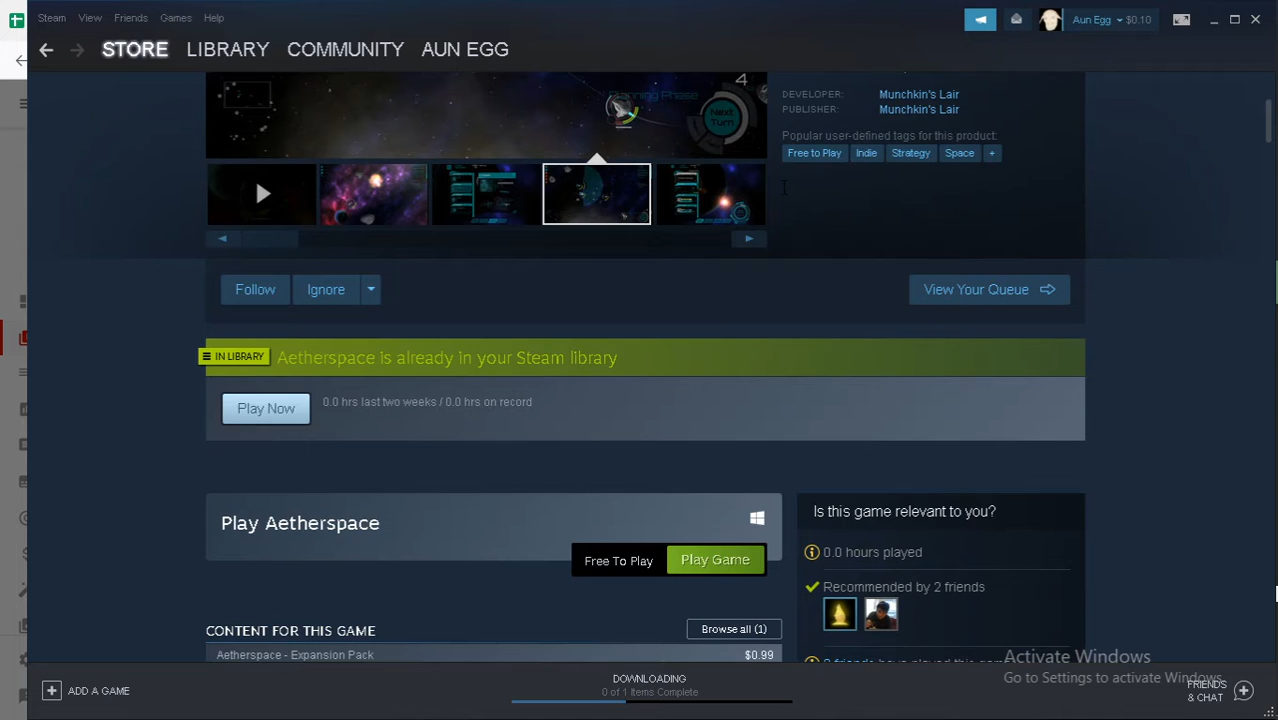 Steam View Friends Games Help
Aun Egg $0.10
STORE LIBRARY COMMUNITY AUN EGG
4
Planning Phase
Next
Turn
DEVELOPER: Munchkin's Lair
PUBLISHER: Munchkin's Lair
Popular user-defined tags for this product:
Free to Play Indie Strategy Space +
Follow Ignore View Your Queue
IN LIBRARY Aetherspace is already in your Steam library
Play Now 0.0 hrs last two weeks / 0.0 hrs on record
Play Aetherspace
Free To Play Play Game
Is this game relevant to you?
0.0 hours played
Recommended by 2 friends
CONTENT FOR THIS GAME Browse all (1)
Aetherspace - Expansion Pack $0.99
Activate Windows
Go to Settings to activate Windows.
+ ADD A GAME
DOWNLOADING
0 of 1 Items Complete
FRIENDS
& CHAT